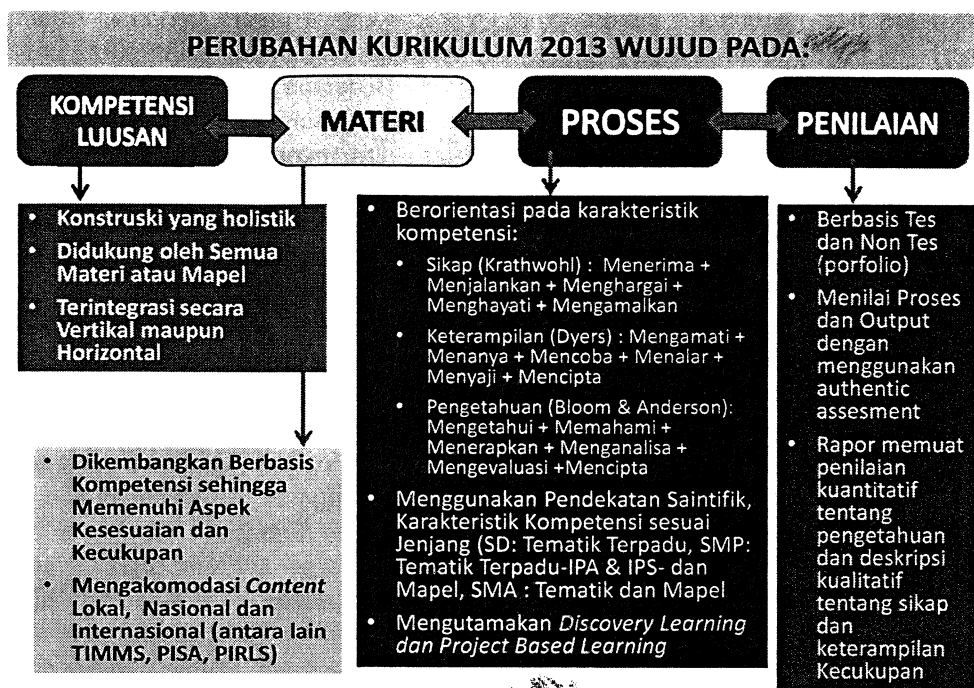 PERUBAHAN KURIKULUM 2013 WUJUD PADA:
KOMPETENSI
LUUSAN
MATERI
PROSES
PENILAIAN
• Konstruski yang holistik
• Didukung oleh Semua
Materi atau Mapel
• Terintegrasi secara
Vertikal maupun
Horizontal
• Dikembangkan Berbasis
Kompetensi sehingga
Memenuhi Aspek
Kesesuaian dan
Kecukupan
• Mengakomodasi Content
Lokal, Nasional dan
Internasional (antara lain
TIMMS, PISA, PIRLS)
• Berorientasi pada karakteristik
kompetensi:
• Sikap (Krathwohl) : Menerima +
Menjalankan + Menghargai +
Menghayati + Mengamalkan
• Keterampilan (Dyers) : Mengamati +
Menanya + Mencoba + Menalar +
Menyaji + Mencipta
• Pengetahuan (Bloom & Anderson):
Mengetahui + Memahami +
Menerapkan + Menganalisa +
Mengevaluasi +Mencipta
• Menggunakan Pendekatan Saintifik,
Karakteristik Kompetensi sesuai
Jenjang (SD: Tematik Terpadu, SMP:
Tematik Terpadu-IPA & IPS- dan
Mapel, SMA : Tematik dan Mapel
• Mengutamakan Discovery Learning
dan Project Based Learning
• Berbasis Tes
dan Non Tes
(porfolio)
• Menilai Proses
dan Output
dengan
menggunakan
authentic
assesment
• Rapor memuat
penilaian
kuantitatif
tentang
pengetahuan
dan deskripsi
kualitatif
tentang sikap
dan
keterampilan
Kecukupan